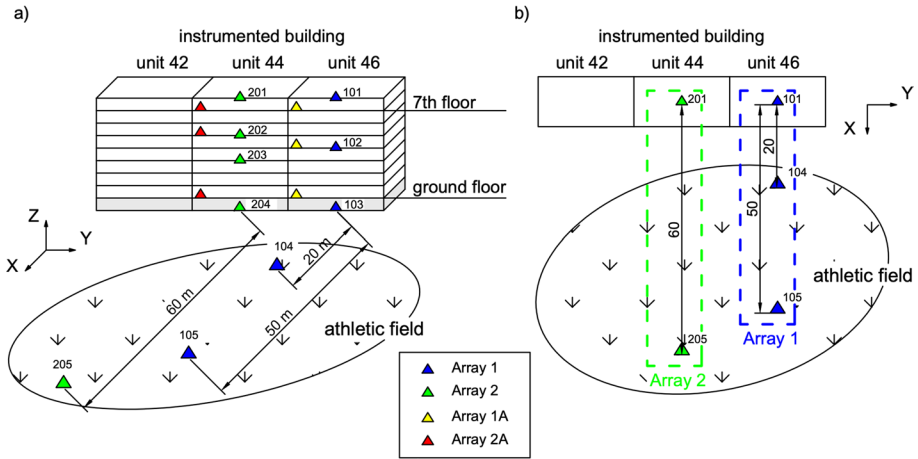 a)
instrumented building
unit 42 unit 44 unit 46
201 101
7th floor
202
102
203
ground floor
204 103
Z
Y
X
104
20 m
60 m
50 m
105
athletic field
205
Array 1
Array 2
Array 1A
Array 2A
b)
instrumented building
unit 42 unit 44 unit 46
201 101
Y
X
20
104
50
60
athletic field
105
205
Array 1
Array 2